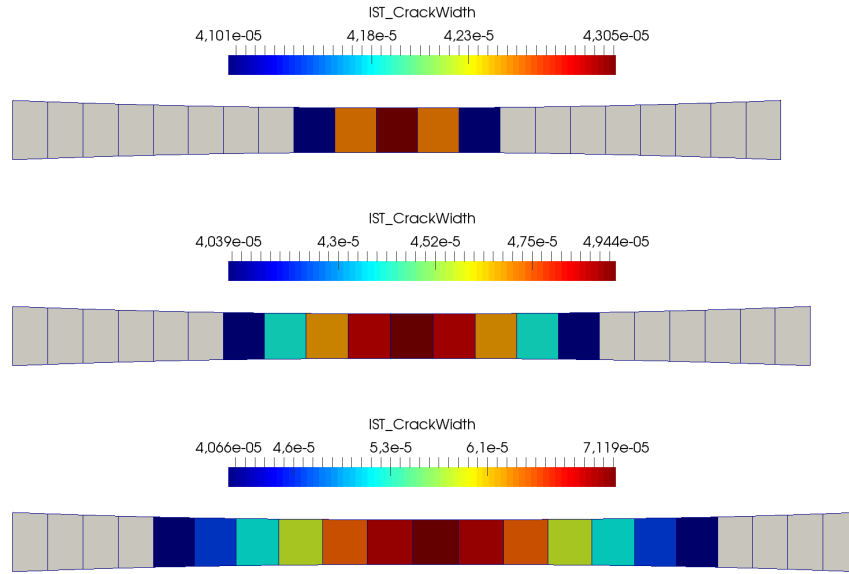 IST_CrackWidth
4,101e-05 4,18e-5 4,23e-5 4,305e-05
IST_CrackWidth
4,039e-05 4,3e-5 4,52e-5 4,75e-5 4,944e-05
IST_CrackWidth
4,066e-05 4,6e-5 5,3e-5 6,1e-5 7,119e-05